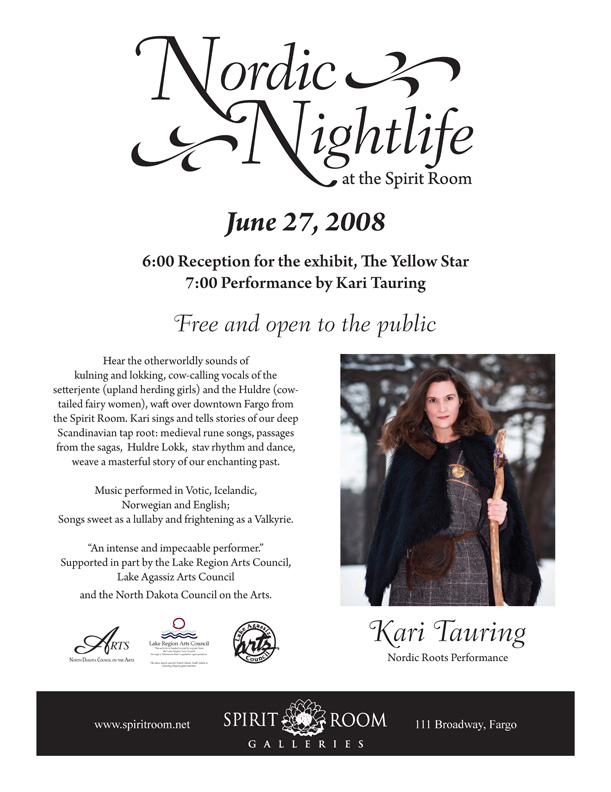 Nordic
Nightlife
at the Spirit Room
June 27, 2008
6:00 Reception for the exhibit, The Yellow Star
7:00 Performance by Kari Tauring
Free and open to the public
Hear the otherworldly sounds of
kulning and lokking, cow-calling vocals of the
setterjente (upland herding girls) and the Huldre (cow-
tailed fairy women), waft over downtown Fargo from
the Spirit Room. Kari sings and tells stories of our deep
Scandinavian tap root: medieval rune songs, passages
from the sagas, Huldre Lokk, stav rhythm and dance,
weave a masterful story of our enchanting past.
Music performed in Votic, Icelandic,
Norwegian and English;
Songs sweet as a lullaby and frightening as a Valkyrie.
“An intense and impecaable performer.”
Supported in part by the Lake Region Arts Council,
Lake Agassiz Arts Council
and the North Dakota Council on the Arts.
ARTS
NORTH DAKOTA COUNCIL ON THE ARTS
Lake Region Arts Council
Lake Agassiz
arts
Council
Kari Tauring
Nordic Roots Performance
www.spiritroom.net
SPIRIT ROOM
GALLERIES
111 Broadway, Fargo